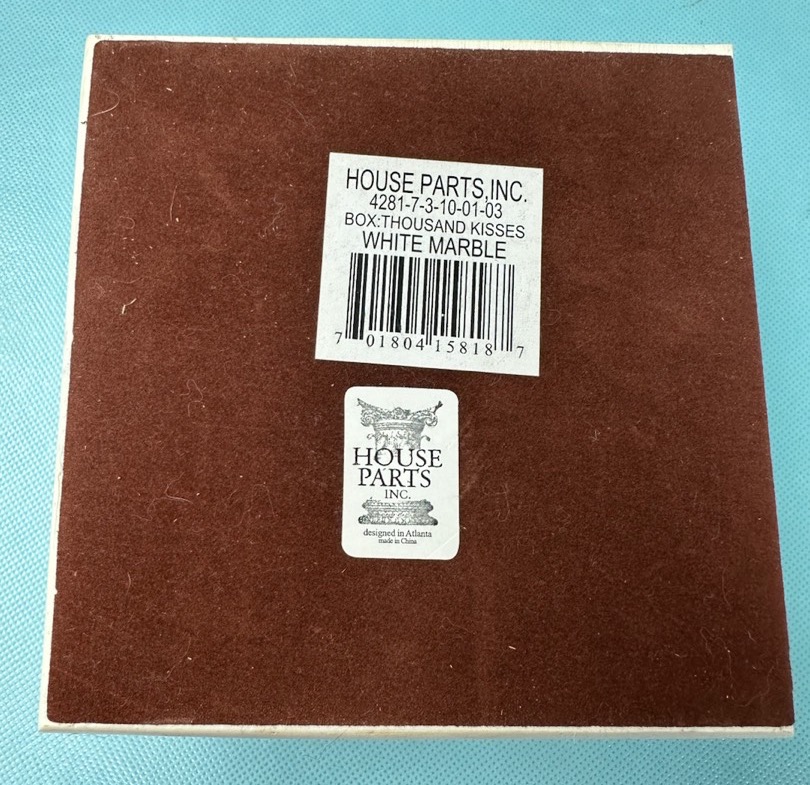 HOUSE PARTS,INC.
4281-7-3-10-01-03
BOX:THOUSAND KISSES
WHITE MARBLE
7 01804 15818 7
HOUSE
PARTS
INC.
designed in Atlanta
made in China